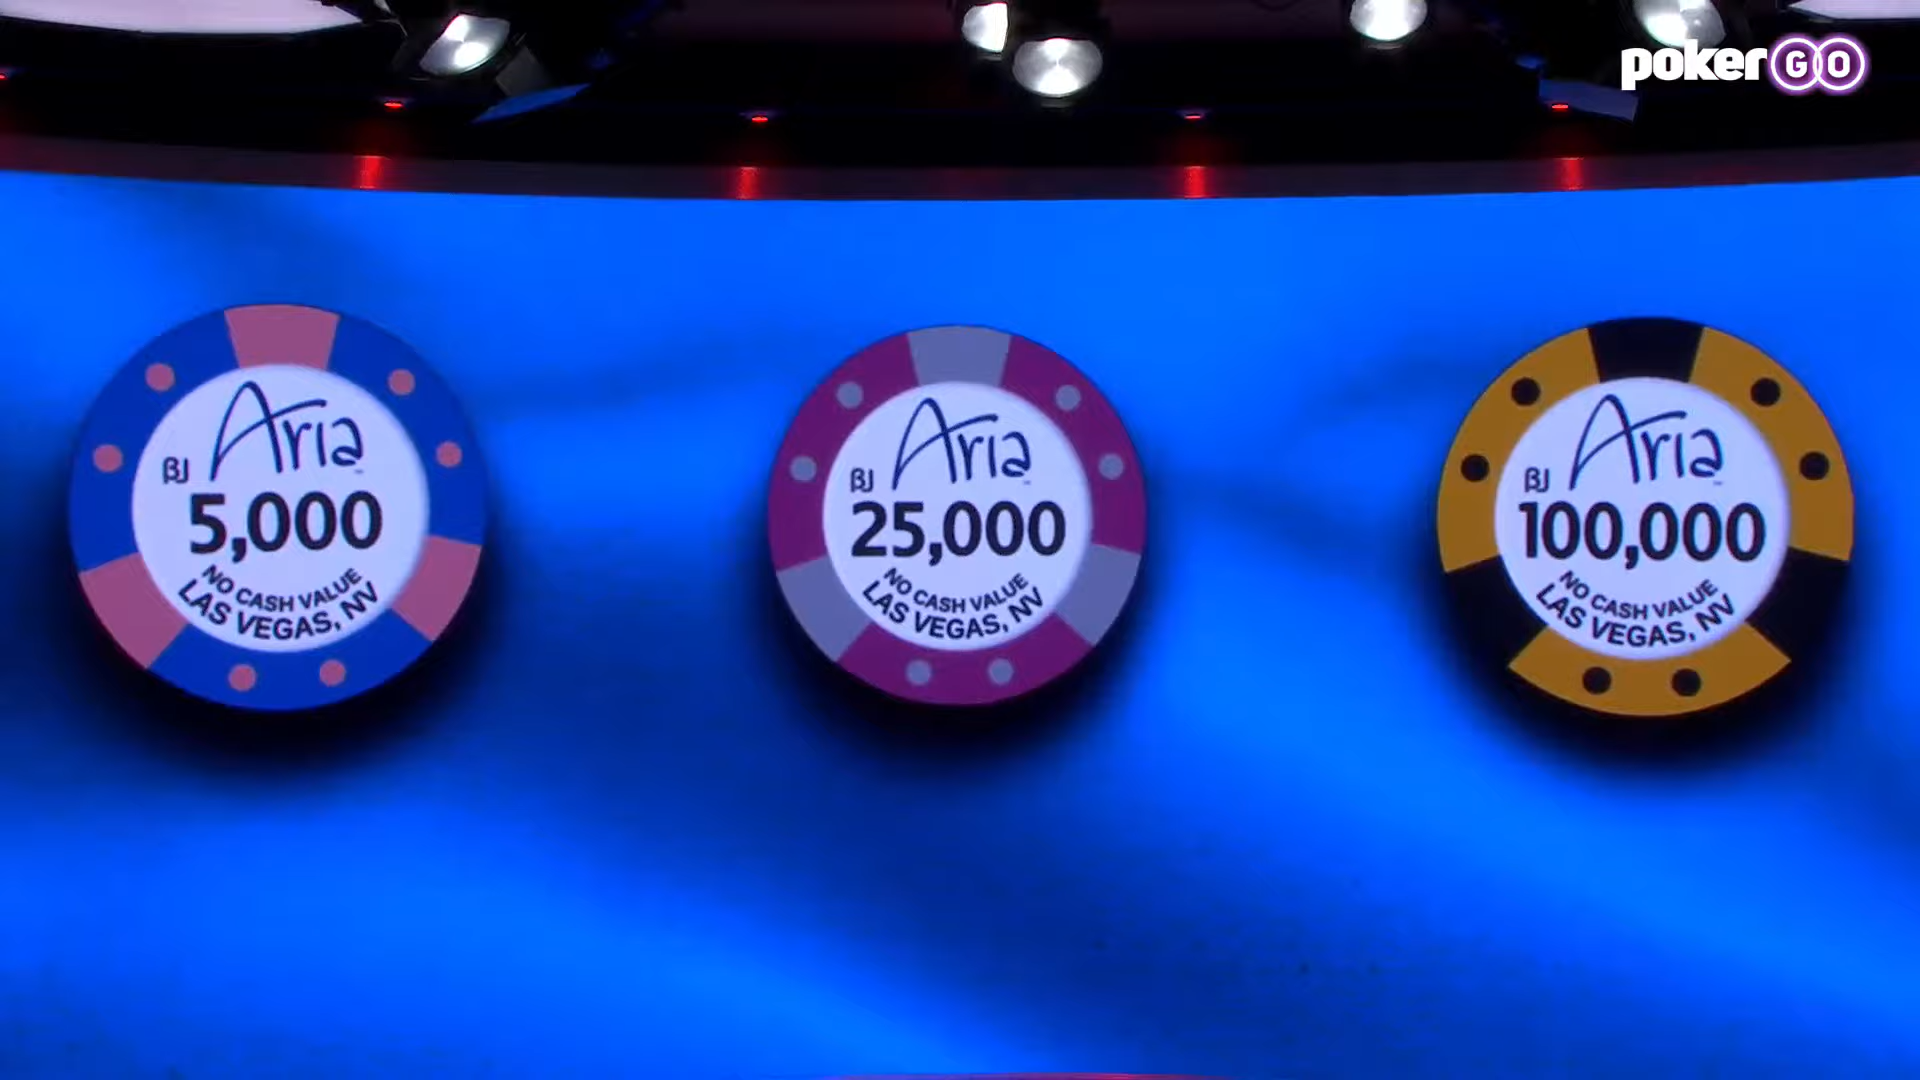 pokerGO
Aria
BJ
5,000
NO CASH VALUE
LAS VEGAS, NV
Aria
BJ
25,000
NO CASH VALUE
LAS VEGAS, NV
Aria
BJ
100,000
NO CASH VALUE
LAS VEGAS, NV